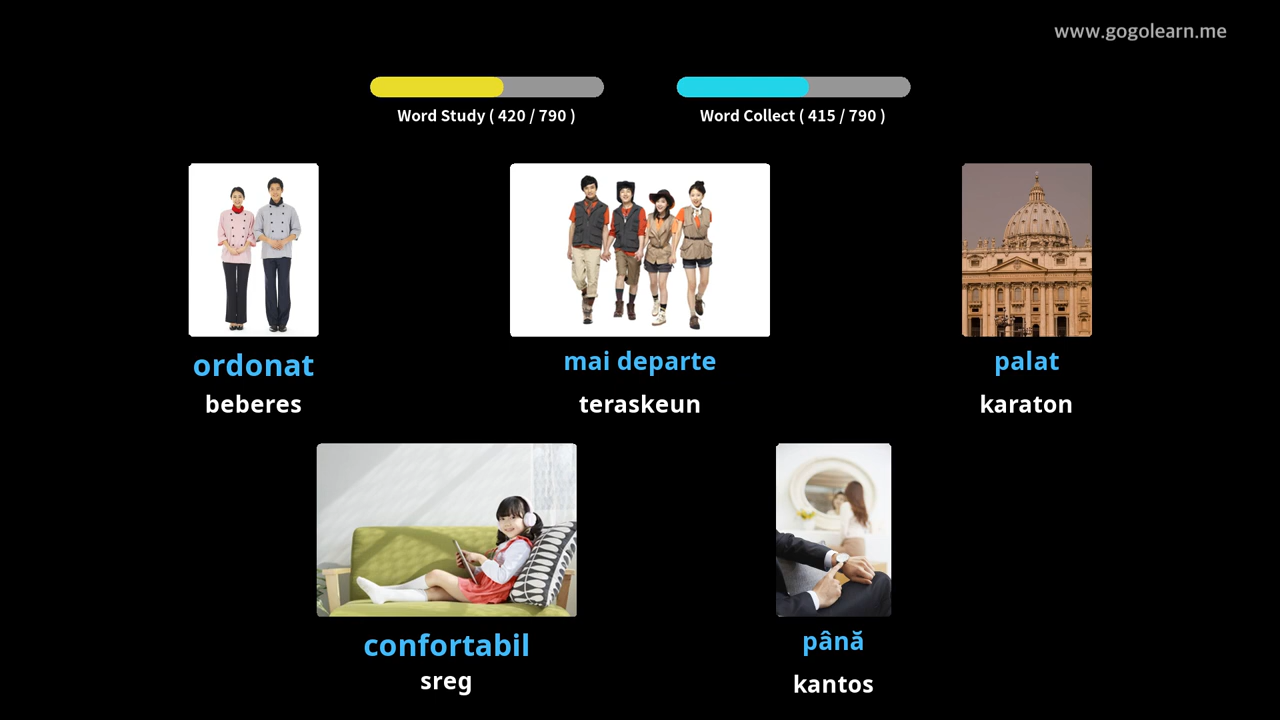 www.gogolearn.me
Word Study ( 420 / 790 )
Word Collect ( 415 / 790 )
ordonat
beberes
mai departe
teraskeun
palat
karaton
confortabil
sreg
până
kantos